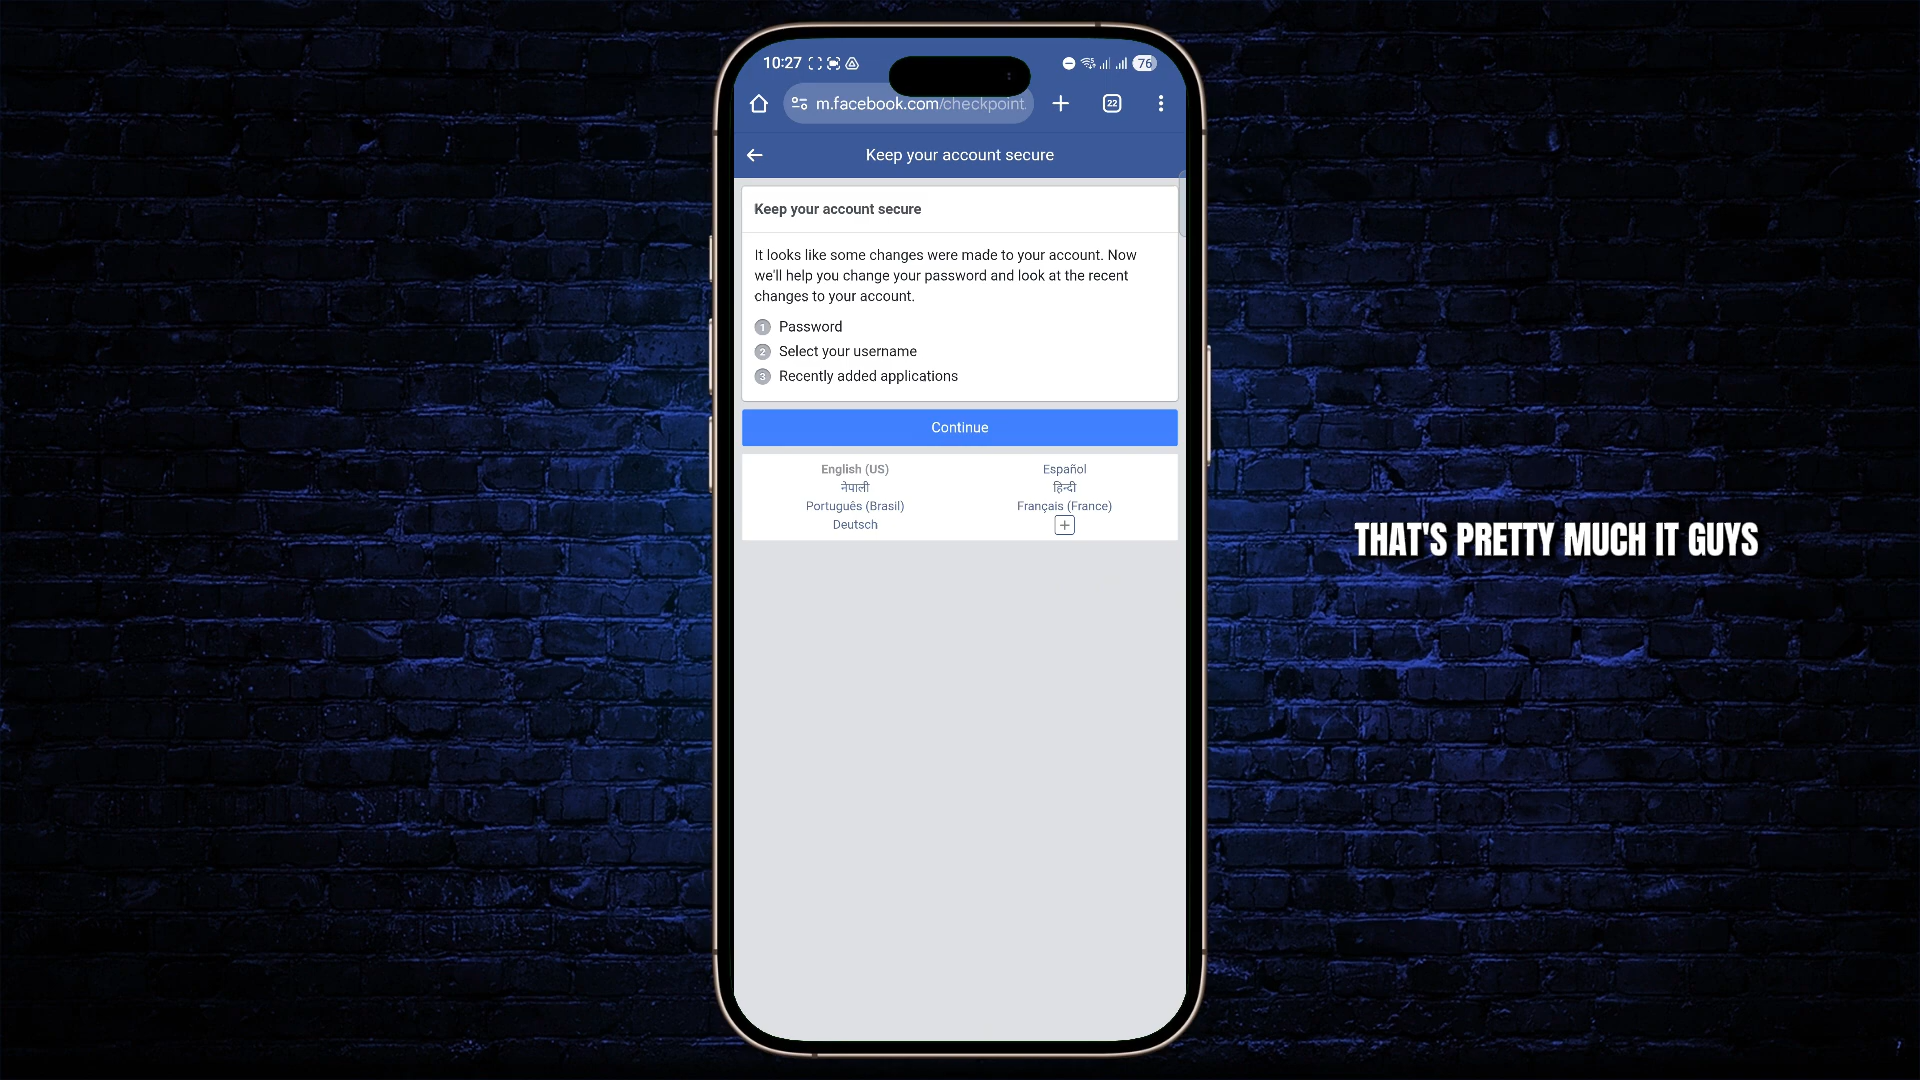 10:27
76
m.facebook.com/checkpoint.
22
Keep your account secure
Keep your account secure
It looks like some changes were made to your account. Now
we'll help you change your password and look at the recent
changes to your account.
1 Password
2 Select your username
3 Recently added applications
Continue
English (US)
Español
नेपाली
हिन्दी
Português (Brasil)
Français (France)
Deutsch
THAT'S PRETTY MUCH IT GUYS